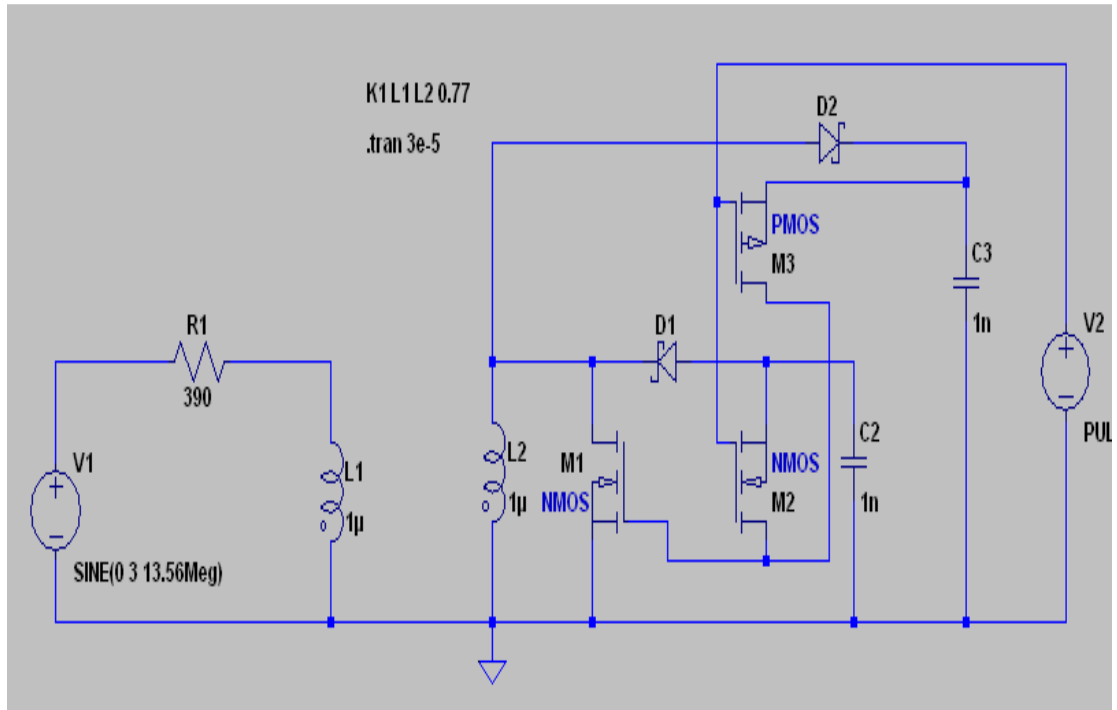 K1 L1 L2 0.77
.tran 3e-5
D2
PMOS
M3
C3
1n
R1
390
D1
V2
PUL
V1
L1
1µ
SINE(0 3 13.56Meg)
L2
1µ
M1
NMOS
NMOS
M2
C2
1n